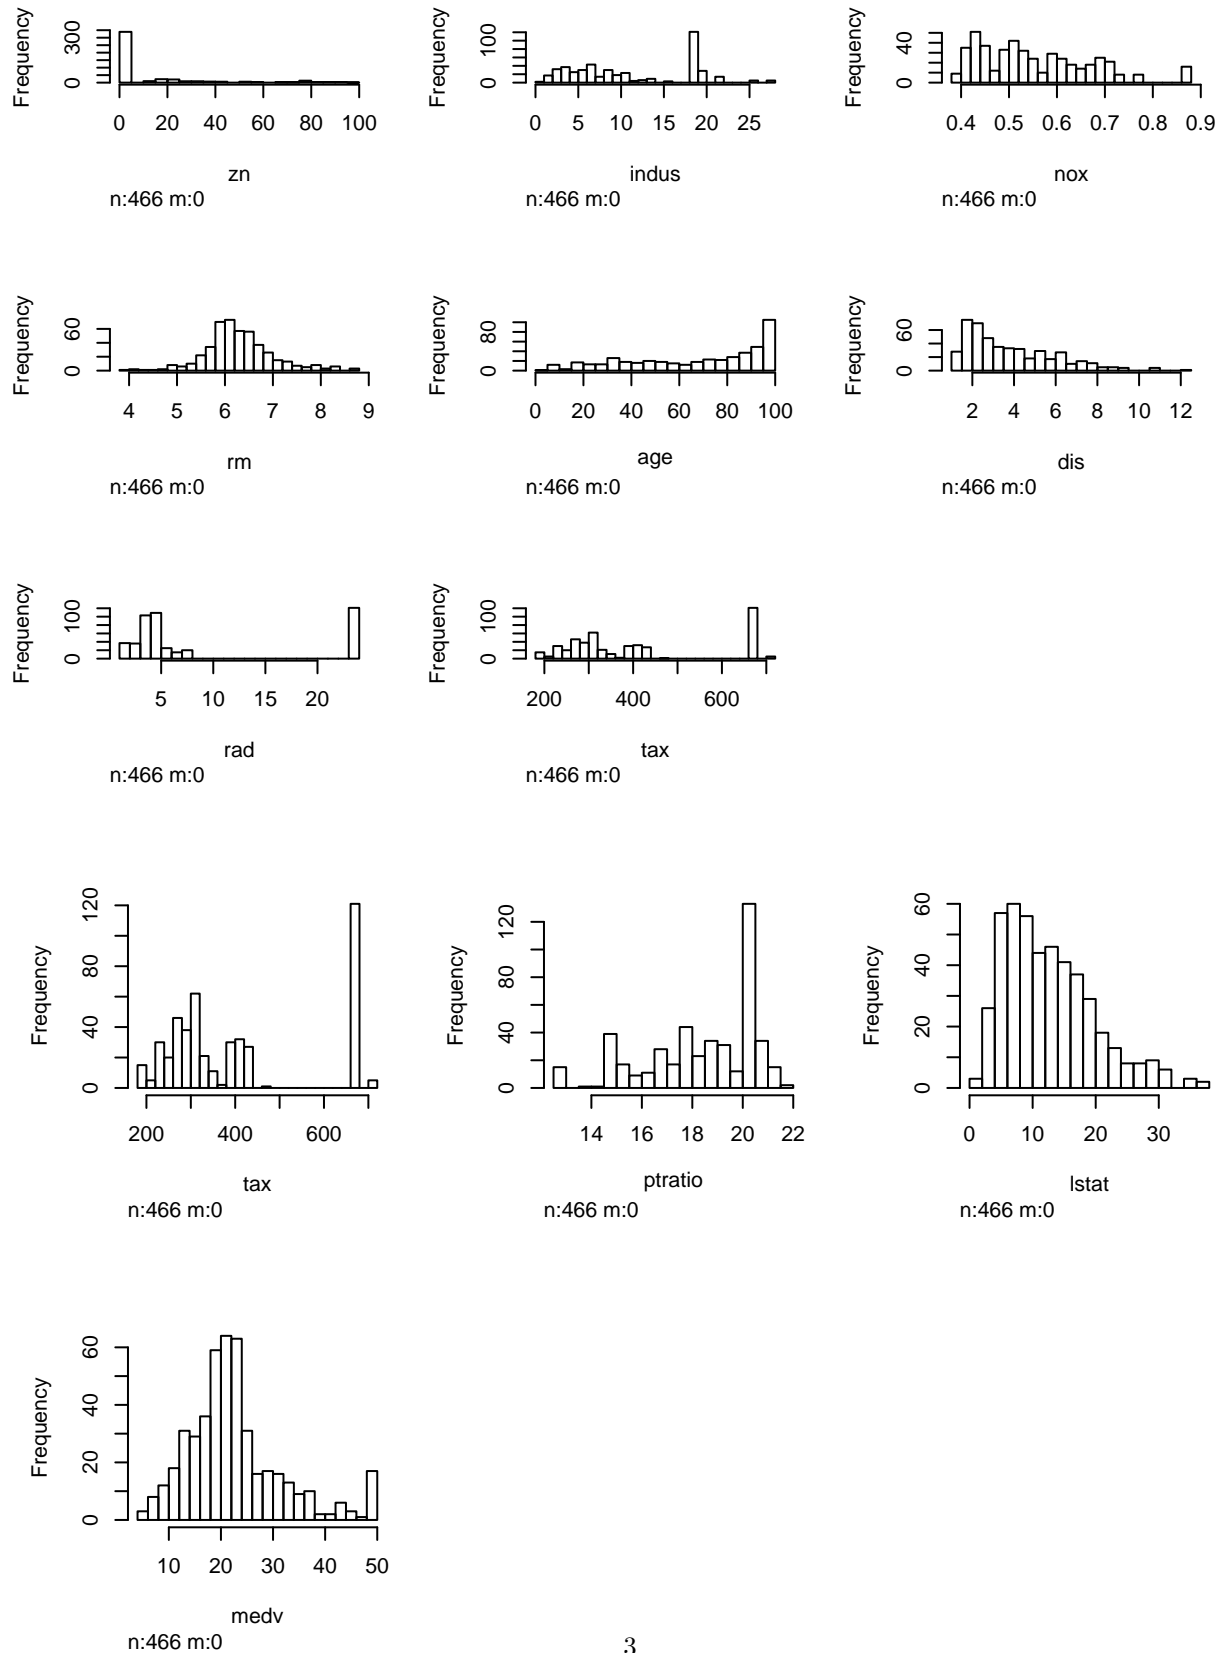 Frequency
0
300
0 20 40 60 80 100
zn
n:466 m:0
Frequency
0
100
0 5 10 15 20 25
indus
n:466 m:0
Frequency
0
40
0.4 0.5 0.6 0.7 0.8 0.9
nox
n:466 m:0
Frequency
0
60
4 5 6 7 8 9
rm
n:466 m:0
Frequency
0
80
0 20 40 60 80 100
age
n:466 m:0
Frequency
0
60
2 4 6 8 10 12
dis
n:466 m:0
Frequency
0
100
5 10 15 20
rad
n:466 m:0
Frequency
0
100
200 400 600
tax
n:466 m:0
Frequency
0
40
80
120
200 400 600
tax
n:466 m:0
Frequency
0
40
80
120
14 16 18 20 22
ptratio
n:466 m:0
Frequency
0
20
40
60
0 10 20 30
lstat
n:466 m:0
Frequency
0
20
40
60
10 20 30 40 50
medv
n:466 m:0
3